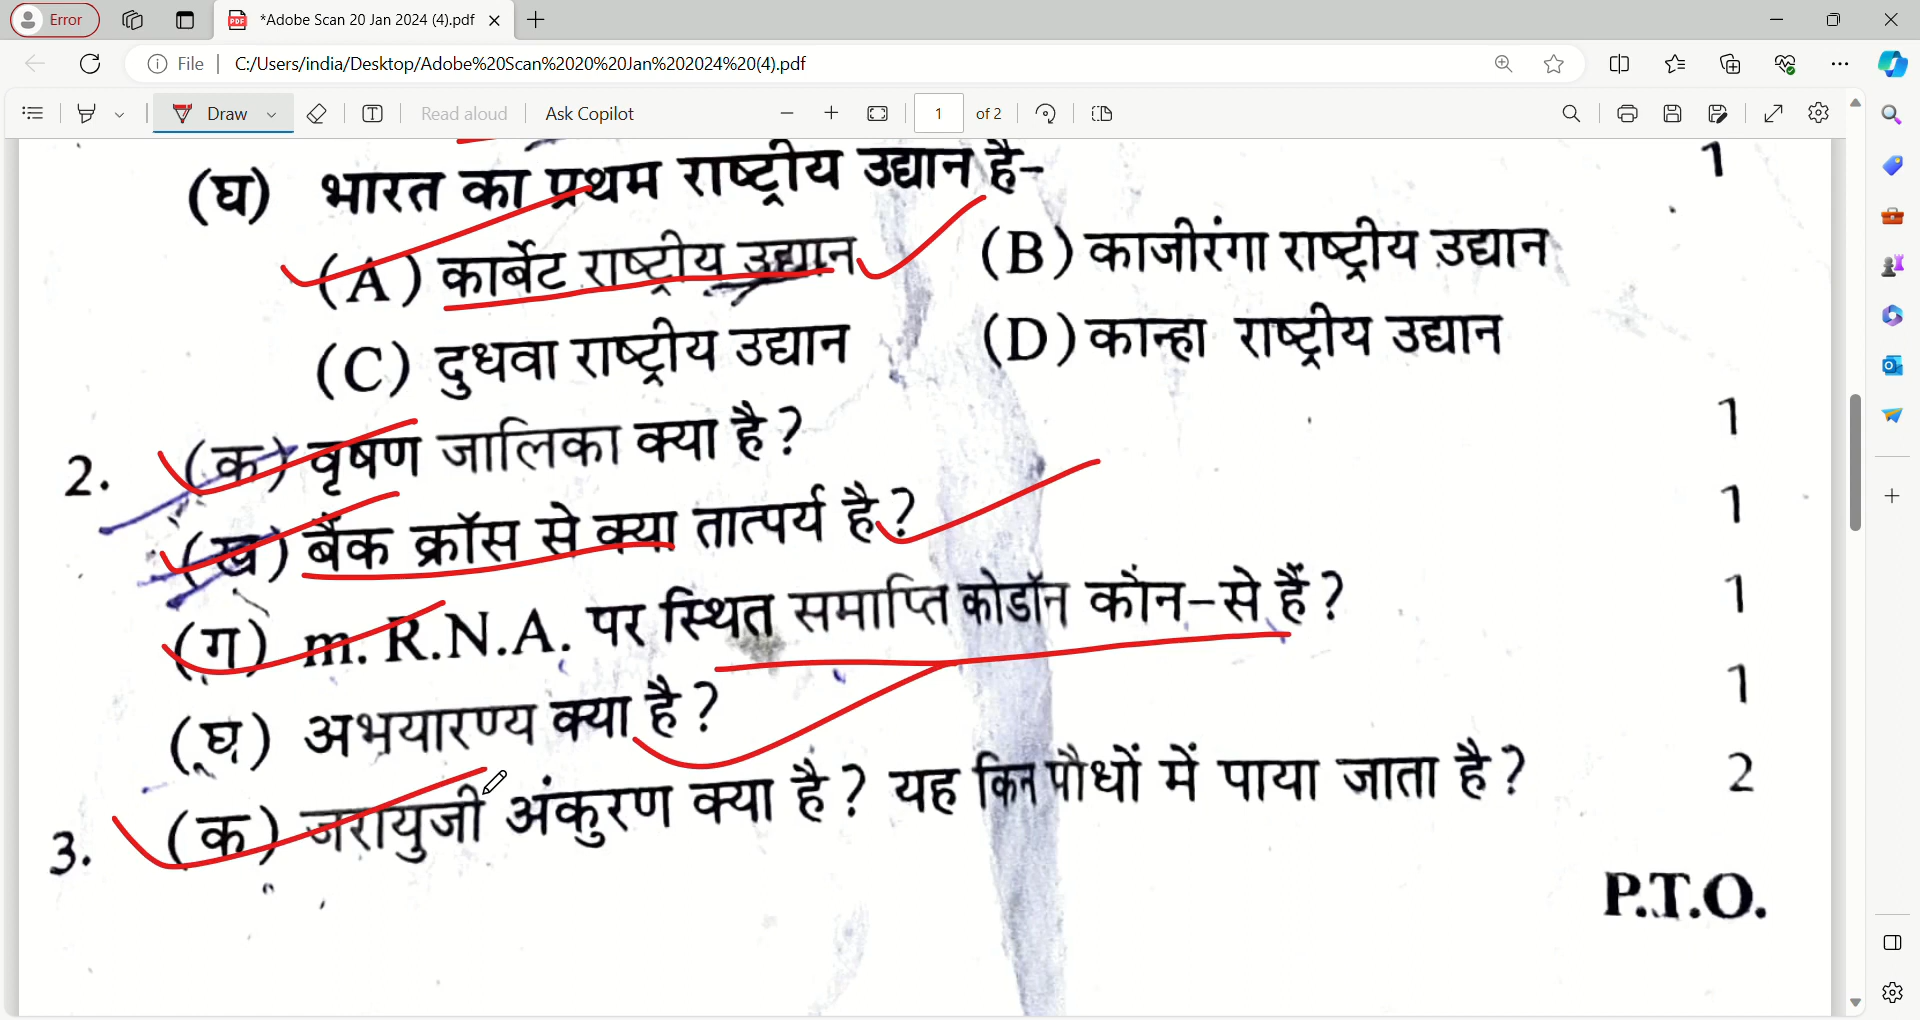 Error
*Adobe Scan 20 Jan 2024 (4).pdf
File
C:/Users/india/Desktop/Adobe%20Scan%2020%20Jan%202024%20(4).pdf
Draw
Read aloud
Ask Copilot
1 of 2
(घ) भारत का प्रथम राष्ट्रीय उद्यान है- 1
(A) कार्बेट राष्ट्रीय उद्यान (B) काजीरंगा राष्ट्रीय उद्यान
(C) दुधवा राष्ट्रीय उद्यान (D) कान्हा राष्ट्रीय उद्यान
2. (क) वृषण जालिका क्या है? 1
(ख) बैक क्रॉस से क्या तात्पर्य है? 1
(ग) m. R.N.A. पर स्थित समाप्ति कोडॉन कौन-से हैं? 1
(घ) अभयारण्य क्या है? 1
3. (क) जरायुजी अंकुरण क्या है? यह किन पौधों में पाया जाता है? 2
P.T.O.